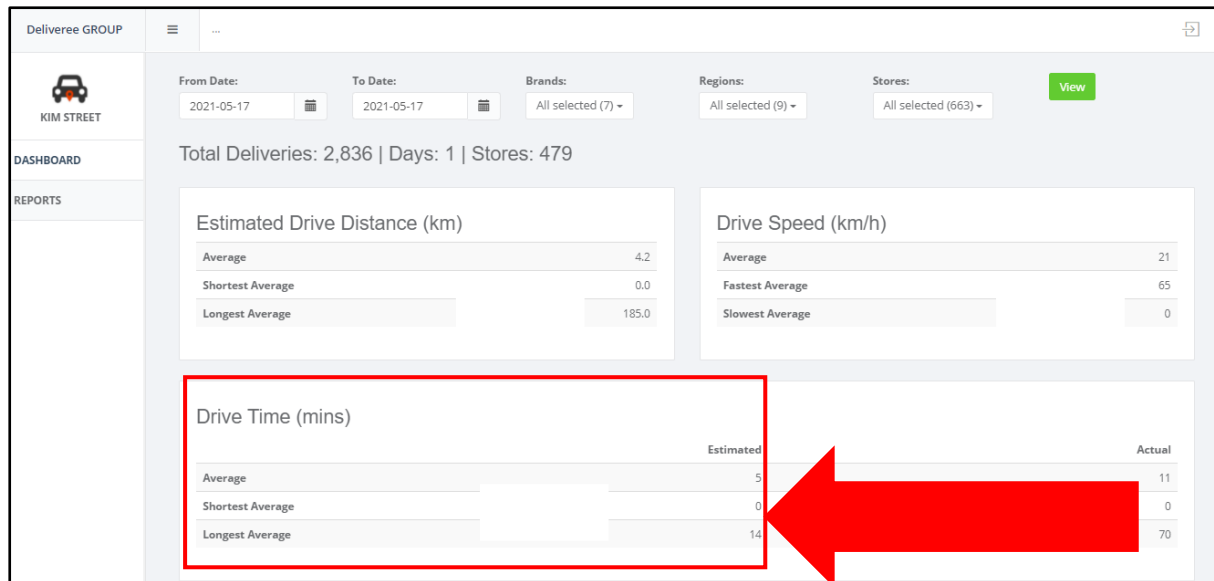 Deliveree GROUP
...
KIM STREET
DASHBOARD
REPORTS
From Date: To Date: Brands: Regions: Stores:
2021-05-17 2021-05-17 All selected (7) All selected (9) All selected (663) View
Total Deliveries: 2,836 | Days: 1 | Stores: 479
Estimated Drive Distance (km)
Average 4.2
Shortest Average 0.0
Longest Average 185.0
Drive Speed (km/h)
Average 21
Fastest Average 65
Slowest Average 0
Drive Time (mins)
Estimated Actual
Average 5 11
Shortest Average 0 0
Longest Average 14 70